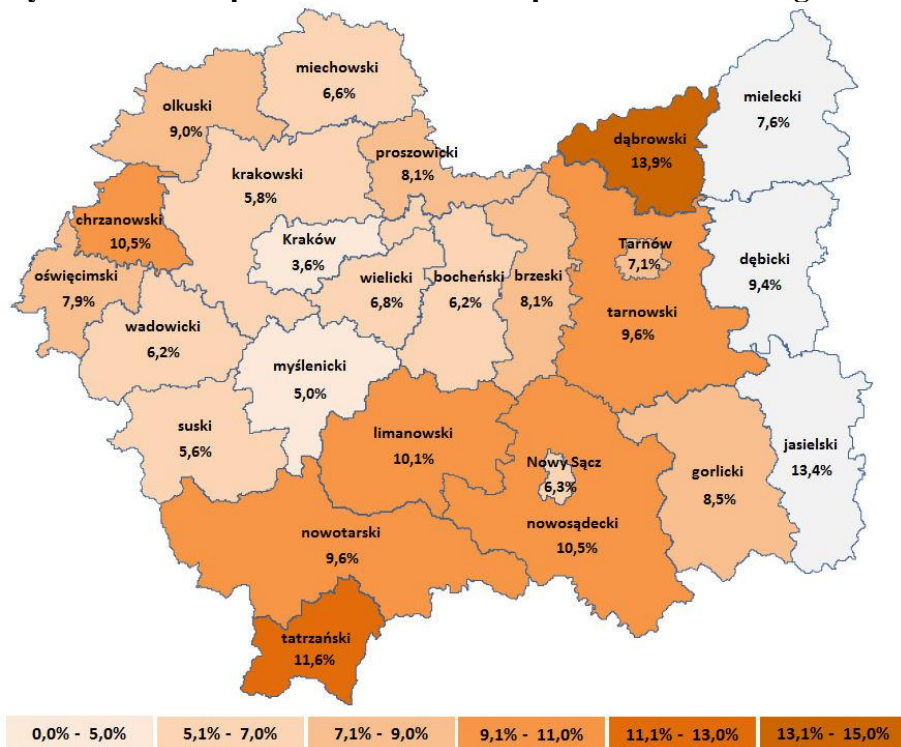 miechowski
6,6%
olkuski
9,0%
mielecki
7,6%
dąbrowski
13,9%
proszowicki
8,1%
krakowski
5,8%
chrzanowski
10,5%
Kraków
3,6%
Tarnów
7,1%
dębicki
9,4%
oświęcimski
7,9%
wielicki
6,8%
bocheński
6,2%
brzeski
8,1%
tarnowski
9,6%
wadowicki
6,2%
myślenicki
5,0%
suski
5,6%
limanowski
10,1%
jasielski
13,4%
Nowy Sącz
6,3%
gorlicki
8,5%
nowosądecki
10,5%
nowotarski
9,6%
tatrzański
11,6%
0,0% - 5,0%
5,1% - 7,0%
7,1% - 9,0%
9,1% - 11,0%
11,1% - 13,0%
13,1% - 15,0%